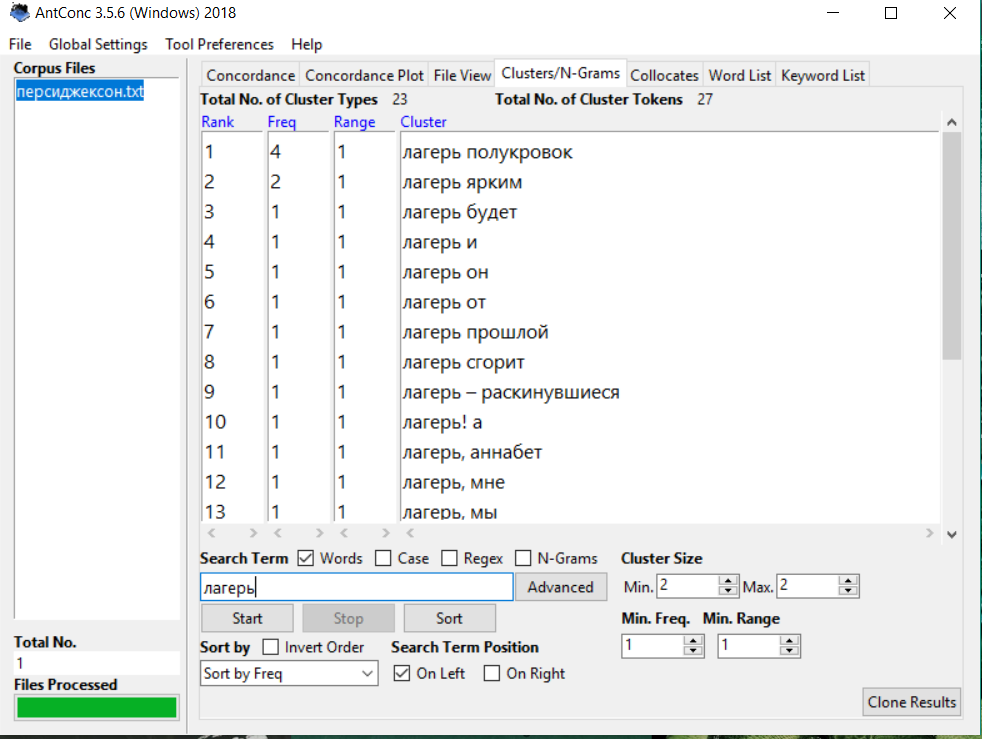 AntConc 3.5.6 (Windows) 2018
File Global Settings Tool Preferences Help
Corpus Files
персиджексон.txt
Concordance Concordance Plot File View Clusters/N-Grams Collocates Word List Keyword List
Total No. of Cluster Types 23 Total No. of Cluster Tokens 27
Rank Freq Range Cluster
1 4 1 лагерь полукровок
2 2 1 лагерь ярким
3 1 1 лагерь будет
4 1 1 лагерь и
5 1 1 лагерь он
6 1 1 лагерь от
7 1 1 лагерь прошлой
8 1 1 лагерь сгорит
9 1 1 лагерь – раскинувшиеся
10 1 1 лагерь! а
11 1 1 лагерь, аннабет
12 1 1 лагерь, мне
13 1 1 лагерь, мы
Search Term Words Case Regex N-Grams Cluster Size
лагерь Advanced Min. 2 Max. 2
Start Stop Sort Min. Freq. Min. Range
Total No. Sort by Invert Order Search Term Position 1 1
1 Sort by Freq On Left On Right
Files Processed
Clone Results